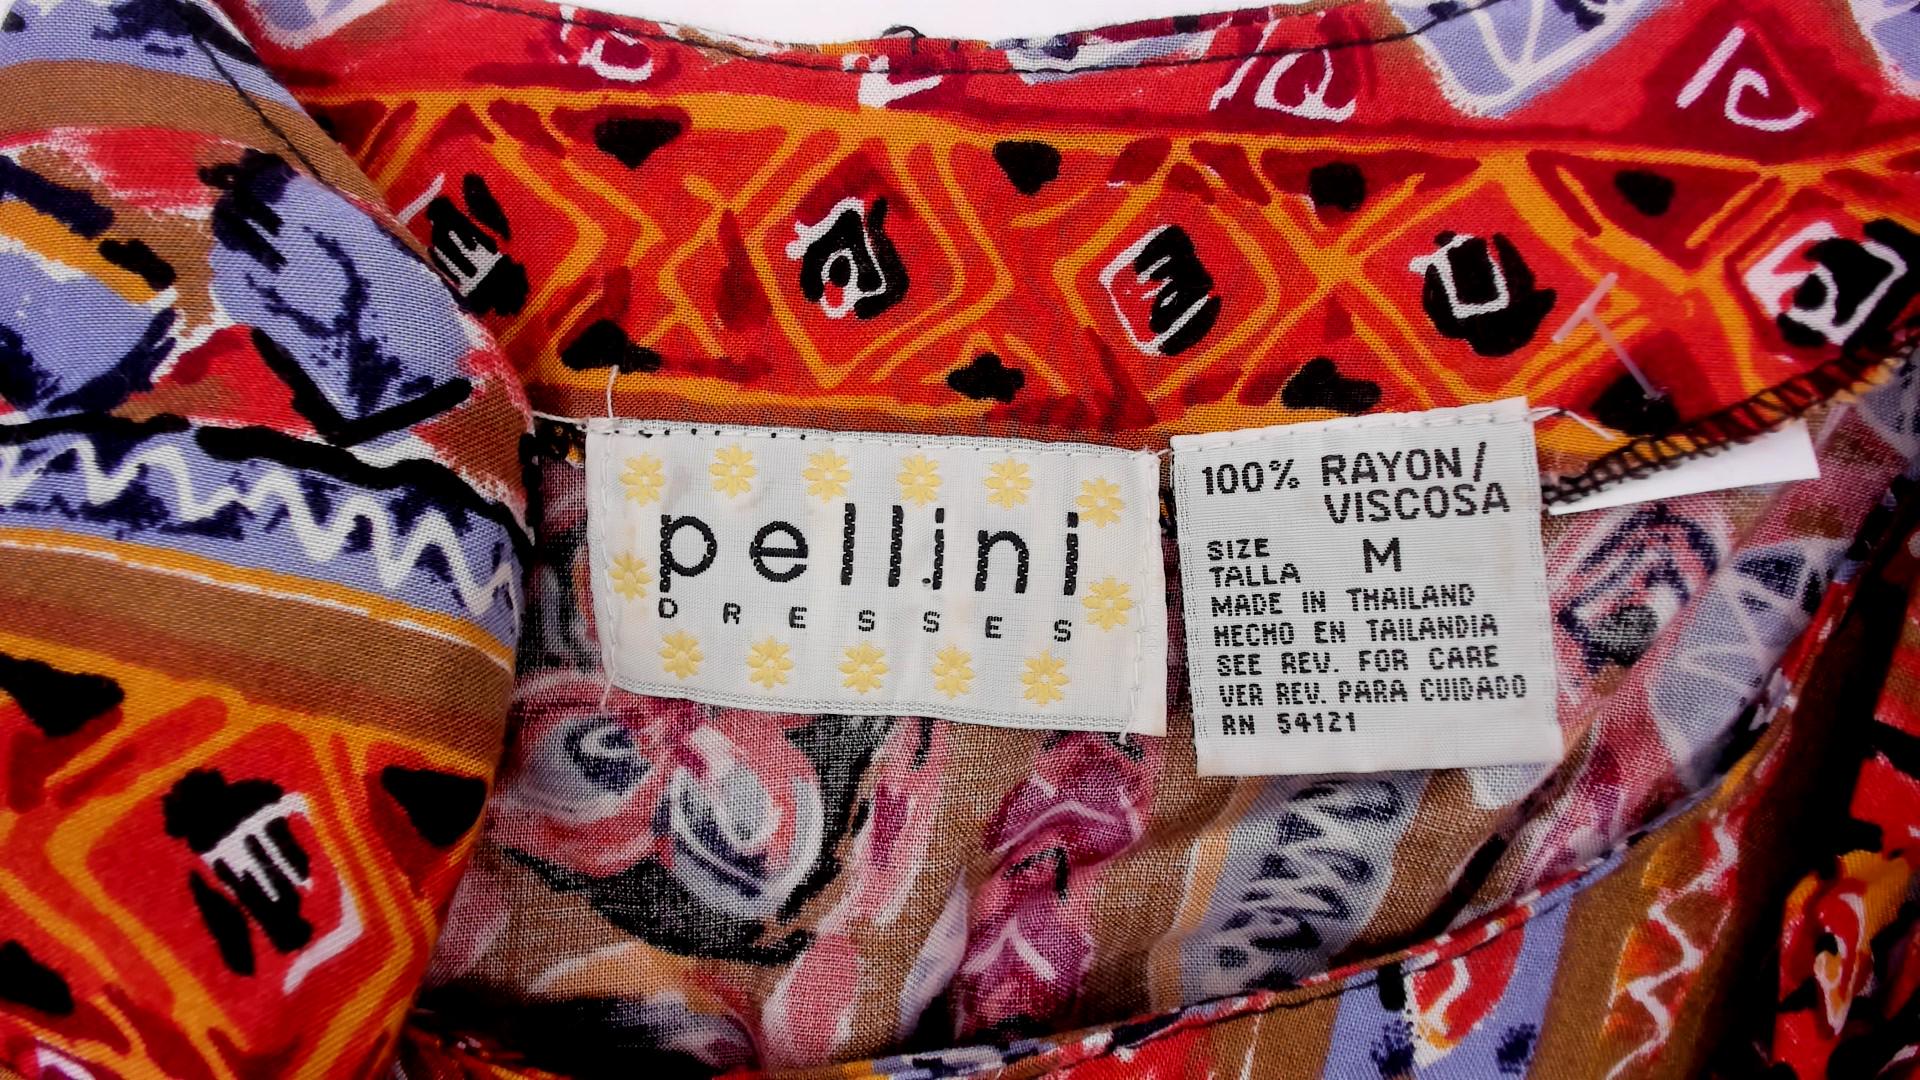 pellini
DRESSES
100% RAYON/
VISCOSA
SIZE
TALLA M
MADE IN THAILAND
HECHO EN TAILANDIA
SEE REV. FOR CARE
VER REV. PARA CUIDADO
RN 54121